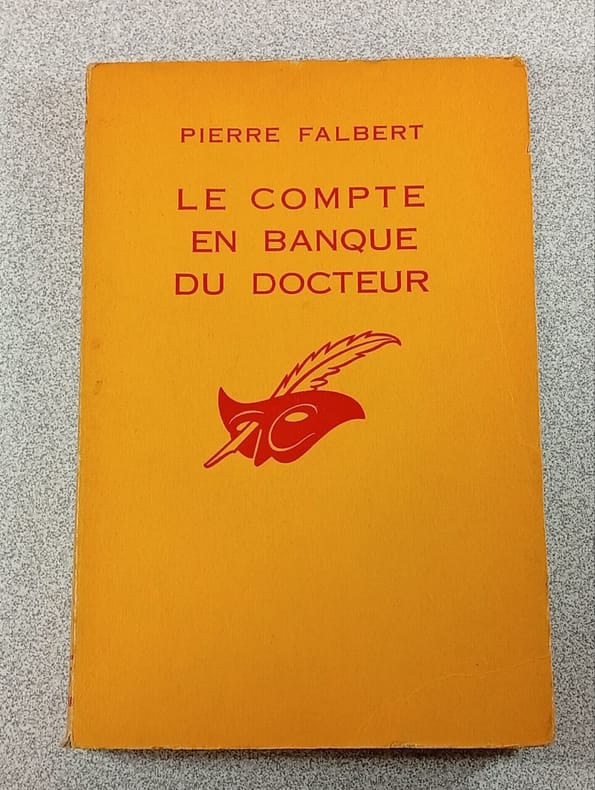 PIERRE FALBERT
LE COMPTE
EN BANQUE
DU DOCTEUR